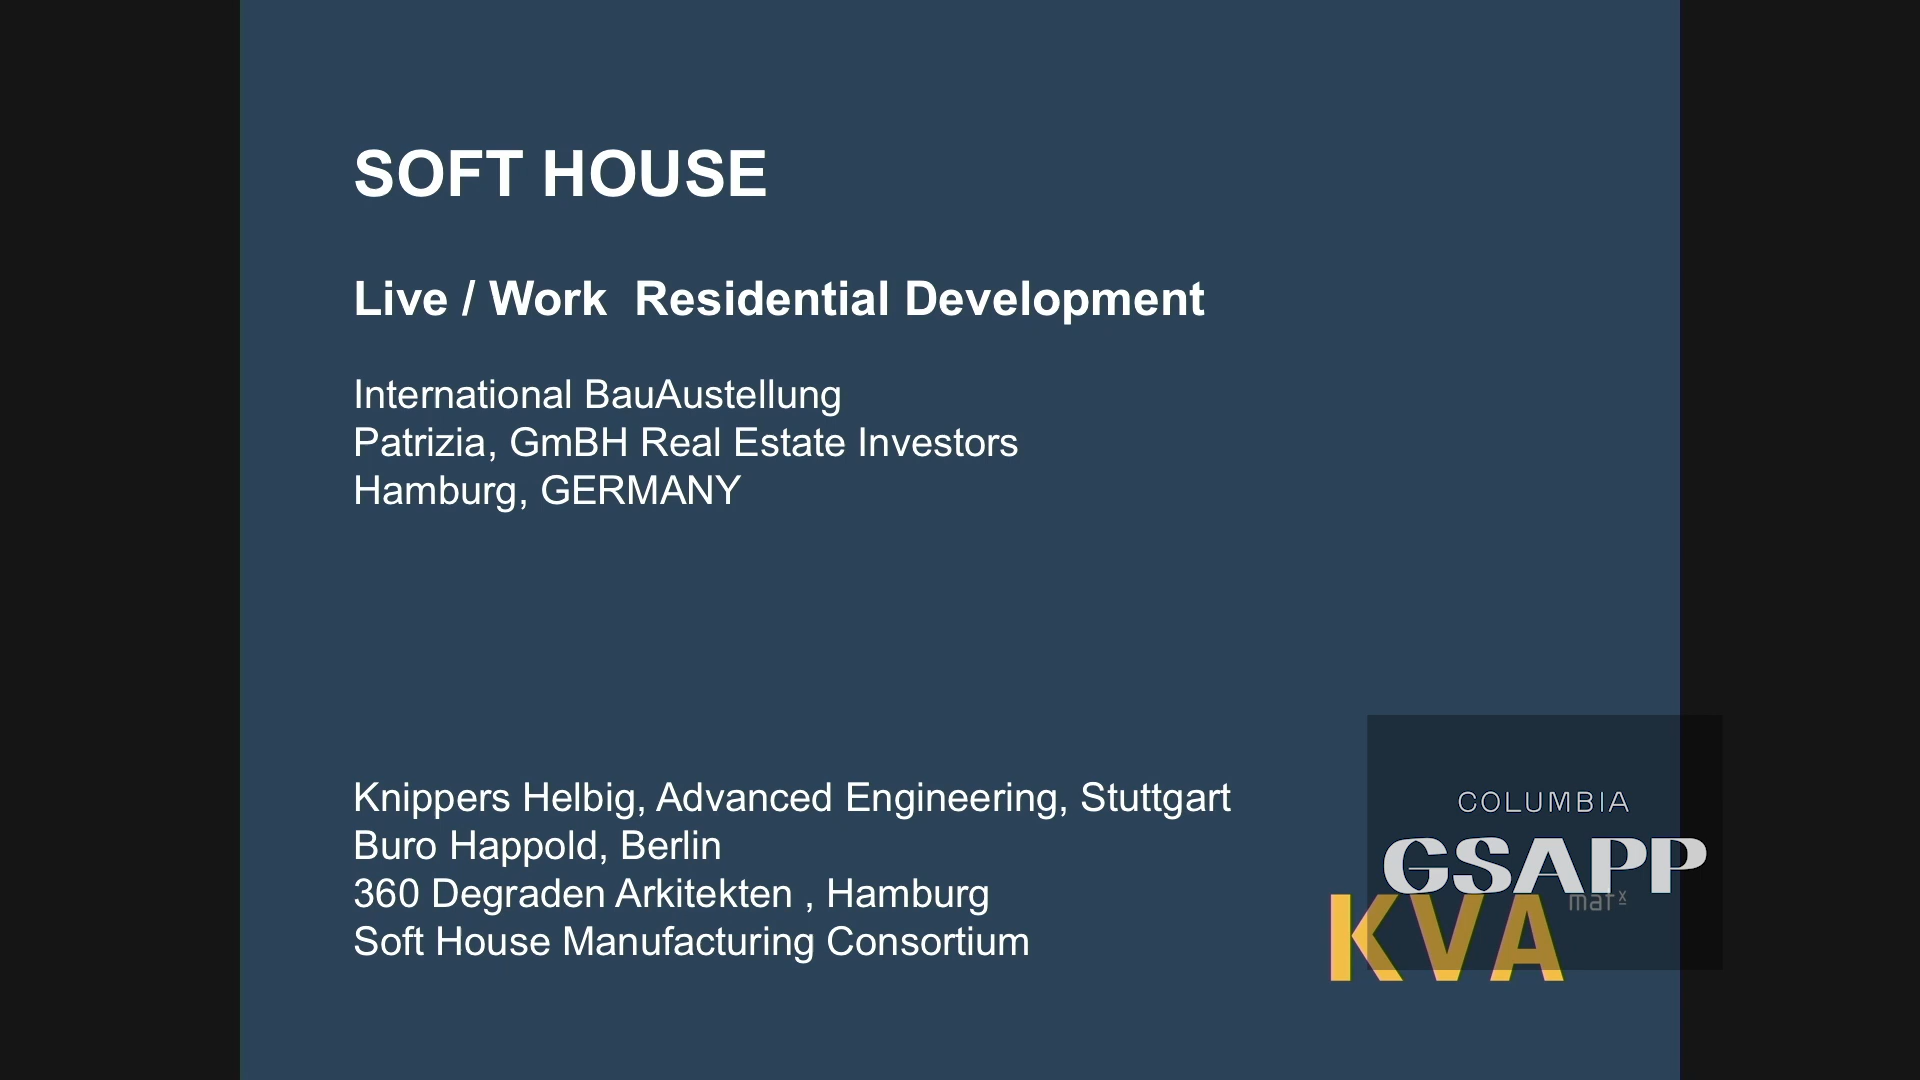 SOFT HOUSE
Live / Work Residential Development
International BauAustellung
Patrizia, GmBH Real Estate Investors
Hamburg, GERMANY
Knippers Helbig, Advanced Engineering, Stuttgart
Buro Happold, Berlin
360 Degraden Arkitekten , Hamburg
Soft House Manufacturing Consortium
COLUMBIA
GSAPP
KVA matx